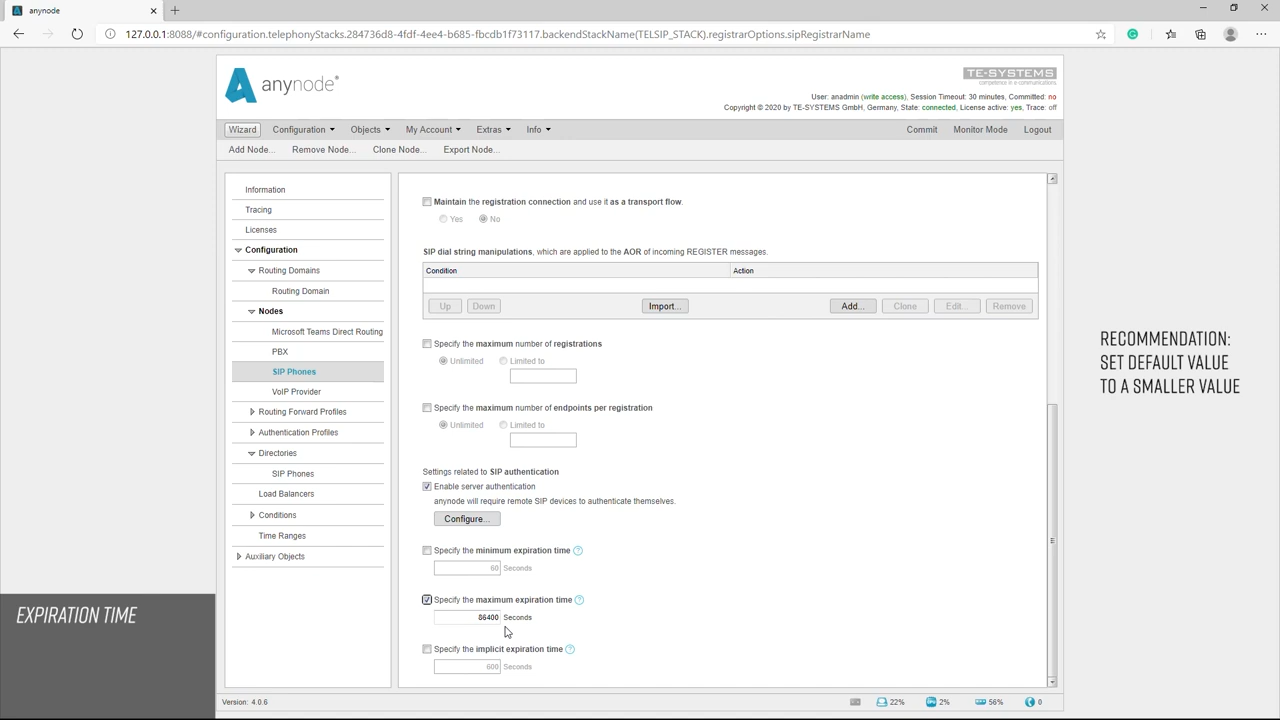 anynode
127.0.0.1:8088/#configuration.telephonyStacks.284736d8-4fdf-4ee4-b685-fbcdb1f73117.backendStackName(TELSIP_STACK).registrarOptions.sipRegistrarName
anynode®
TE-SYSTEMS
competence in e-communications.
User: anadmin (write access), Session Timeout: 30 minutes, Committed: no
Copyright © 2020 by TE-SYSTEMS GmbH, Germany, State: connected, License active: yes, Trace: off
Wizard Configuration Objects My Account Extras Info Commit Monitor Mode Logout
Add Node... Remove Node... Clone Node... Export Node...
Information
Tracing
Licenses
Configuration
Routing Domains
Routing Domain
Nodes
Microsoft Teams Direct Routing
PBX
SIP Phones
VoIP Provider
Routing Forward Profiles
Authentication Profiles
Directories
SIP Phones
Load Balancers
Conditions
Time Ranges
Auxiliary Objects
Maintain the registration connection and use it as a transport flow.
Yes No
SIP dial string manipulations, which are applied to the AOR of incoming REGISTER messages.
Condition Action
Up Down Import... Add... Clone Edit... Remove
Specify the maximum number of registrations
Unlimited Limited to
Specify the maximum number of endpoints per registration
Unlimited Limited to
Settings related to SIP authentication
Enable server authentication
anynode will require remote SIP devices to authenticate themselves.
Configure...
Specify the minimum expiration time ?
60 Seconds
Specify the maximum expiration time ?
86400 Seconds
Specify the implicit expiration time ?
600 Seconds
RECOMMENDATION:
SET DEFAULT VALUE
TO A SMALLER VALUE
EXPIRATION TIME
Version: 4.0.6 22% 2% 56% 0